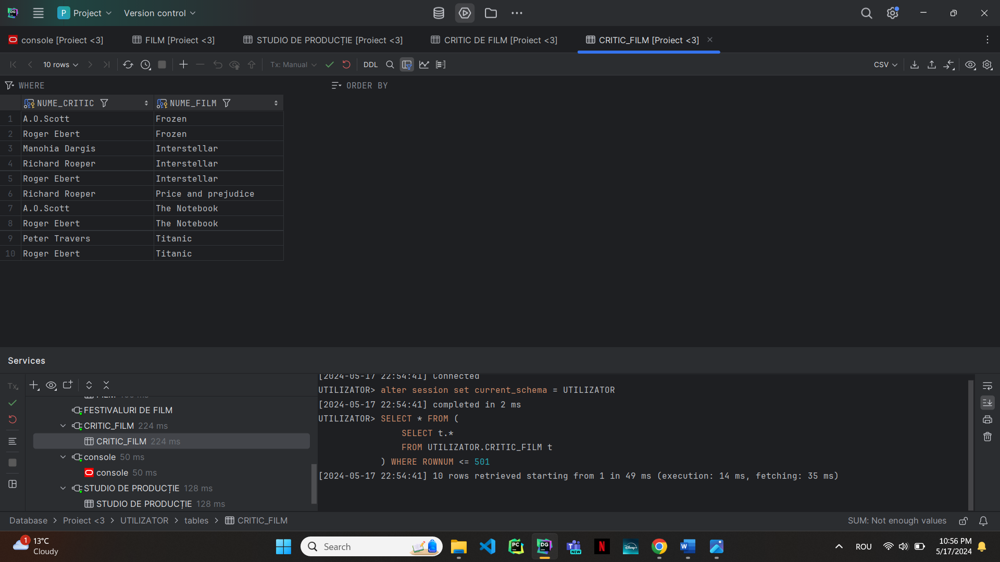 P Project Version control
console [Proiect <3] FILM [Proiect <3] STUDIO DE PRODUCȚIE [Proiect <3] CRITIC DE FILM [Proiect <3] CRITIC_FILM [Proiect <3]
10 rows Tx: Manual DDL CSV
WHERE ORDER BY
NUME_CRITIC NUME_FILM
1 A.O.Scott Frozen
2 Roger Ebert Frozen
3 Manohia Dargis Interstellar
4 Richard Roeper Interstellar
5 Roger Ebert Interstellar
6 Richard Roeper Price and prejudice
7 A.O.Scott The Notebook
8 Roger Ebert The Notebook
9 Peter Travers Titanic
10 Roger Ebert Titanic
Services
Tx
FESTIVALURI DE FILM
CRITIC_FILM 224 ms
CRITIC_FILM 224 ms
console 50 ms
console 50 ms
STUDIO DE PRODUCȚIE 128 ms
STUDIO DE PRODUCȚIE 128 ms
[2024-05-17 22:54:41] Connected
UTILIZATOR> alter session set current_schema = UTILIZATOR
[2024-05-17 22:54:41] completed in 2 ms
UTILIZATOR> SELECT * FROM (
SELECT t.*
FROM UTILIZATOR.CRITIC_FILM t
) WHERE ROWNUM <= 501
[2024-05-17 22:54:41] 10 rows retrieved starting from 1 in 49 ms (execution: 14 ms, fetching: 35 ms)
Database > Proiect <3 > UTILIZATOR > tables > CRITIC_FILM SUM: Not enough values
1 13°C
Cloudy
Search
PC
DG
NEW
N
Disney+
W
ROU
10:56 PM
5/17/2024